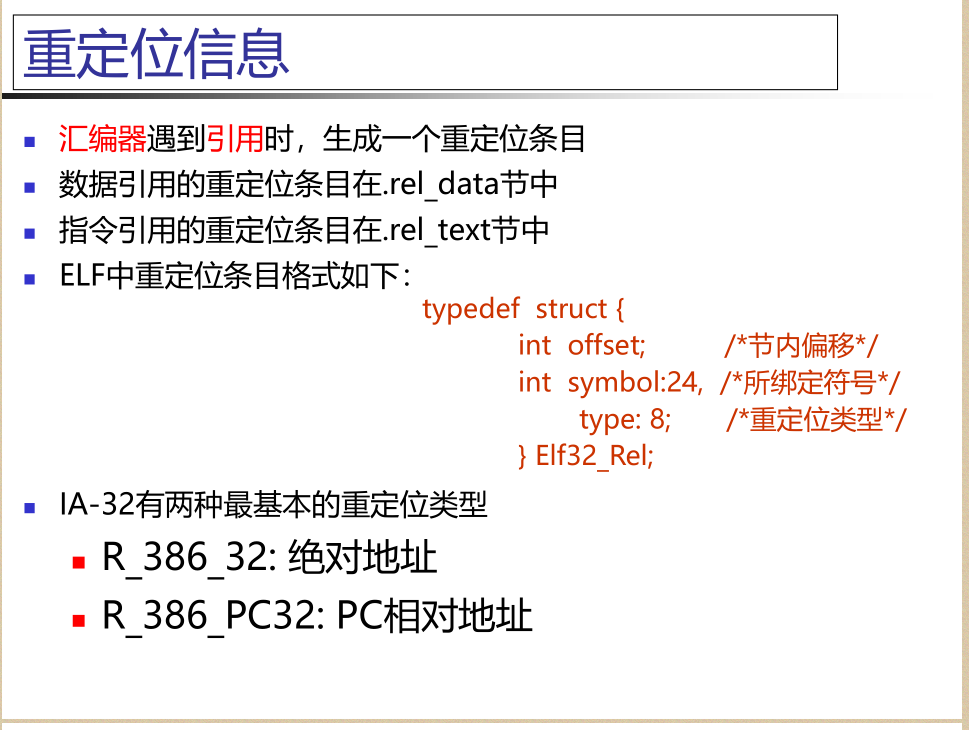 重定位信息
汇编器遇到引用时，生成一个重定位条目
数据引用的重定位条目在.rel_data节中
指令引用的重定位条目在.rel_text节中
ELF中重定位条目格式如下：
typedef struct {
int offset; /*节内偏移*/
int symbol:24, /*所绑定符号*/
type: 8; /*重定位类型*/
} Elf32_Rel;
IA-32有两种最基本的重定位类型
R_386_32: 绝对地址
R_386_PC32: PC相对地址